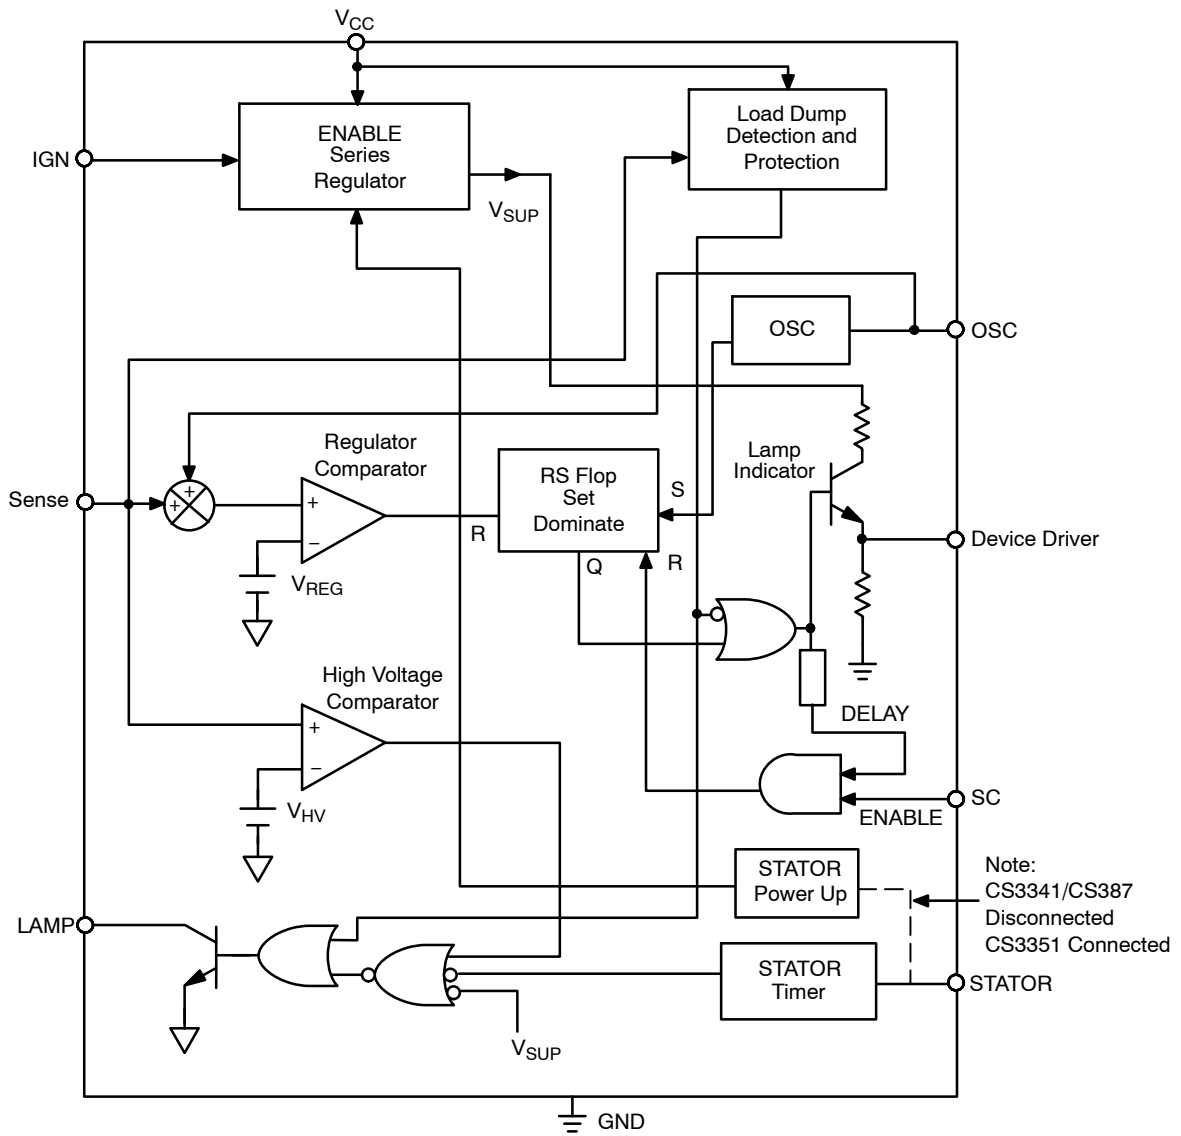 VCC
IGN
ENABLE
Series
Regulator
VSUP
Load Dump
Detection and
Protection
OSC
OSC
Regulator
Comparator
Lamp
Indicator
Sense
+
+
+
−
VREG
R
RS Flop
Set
Dominate
S
Q
R
Device Driver
High Voltage
Comparator
+
−
VHV
DELAY
SC
ENABLE
STATOR
Power Up
Note:
CS3341/CS387
Disconnected
CS3351 Connected
LAMP
STATOR
Timer
STATOR
VSUP
GND